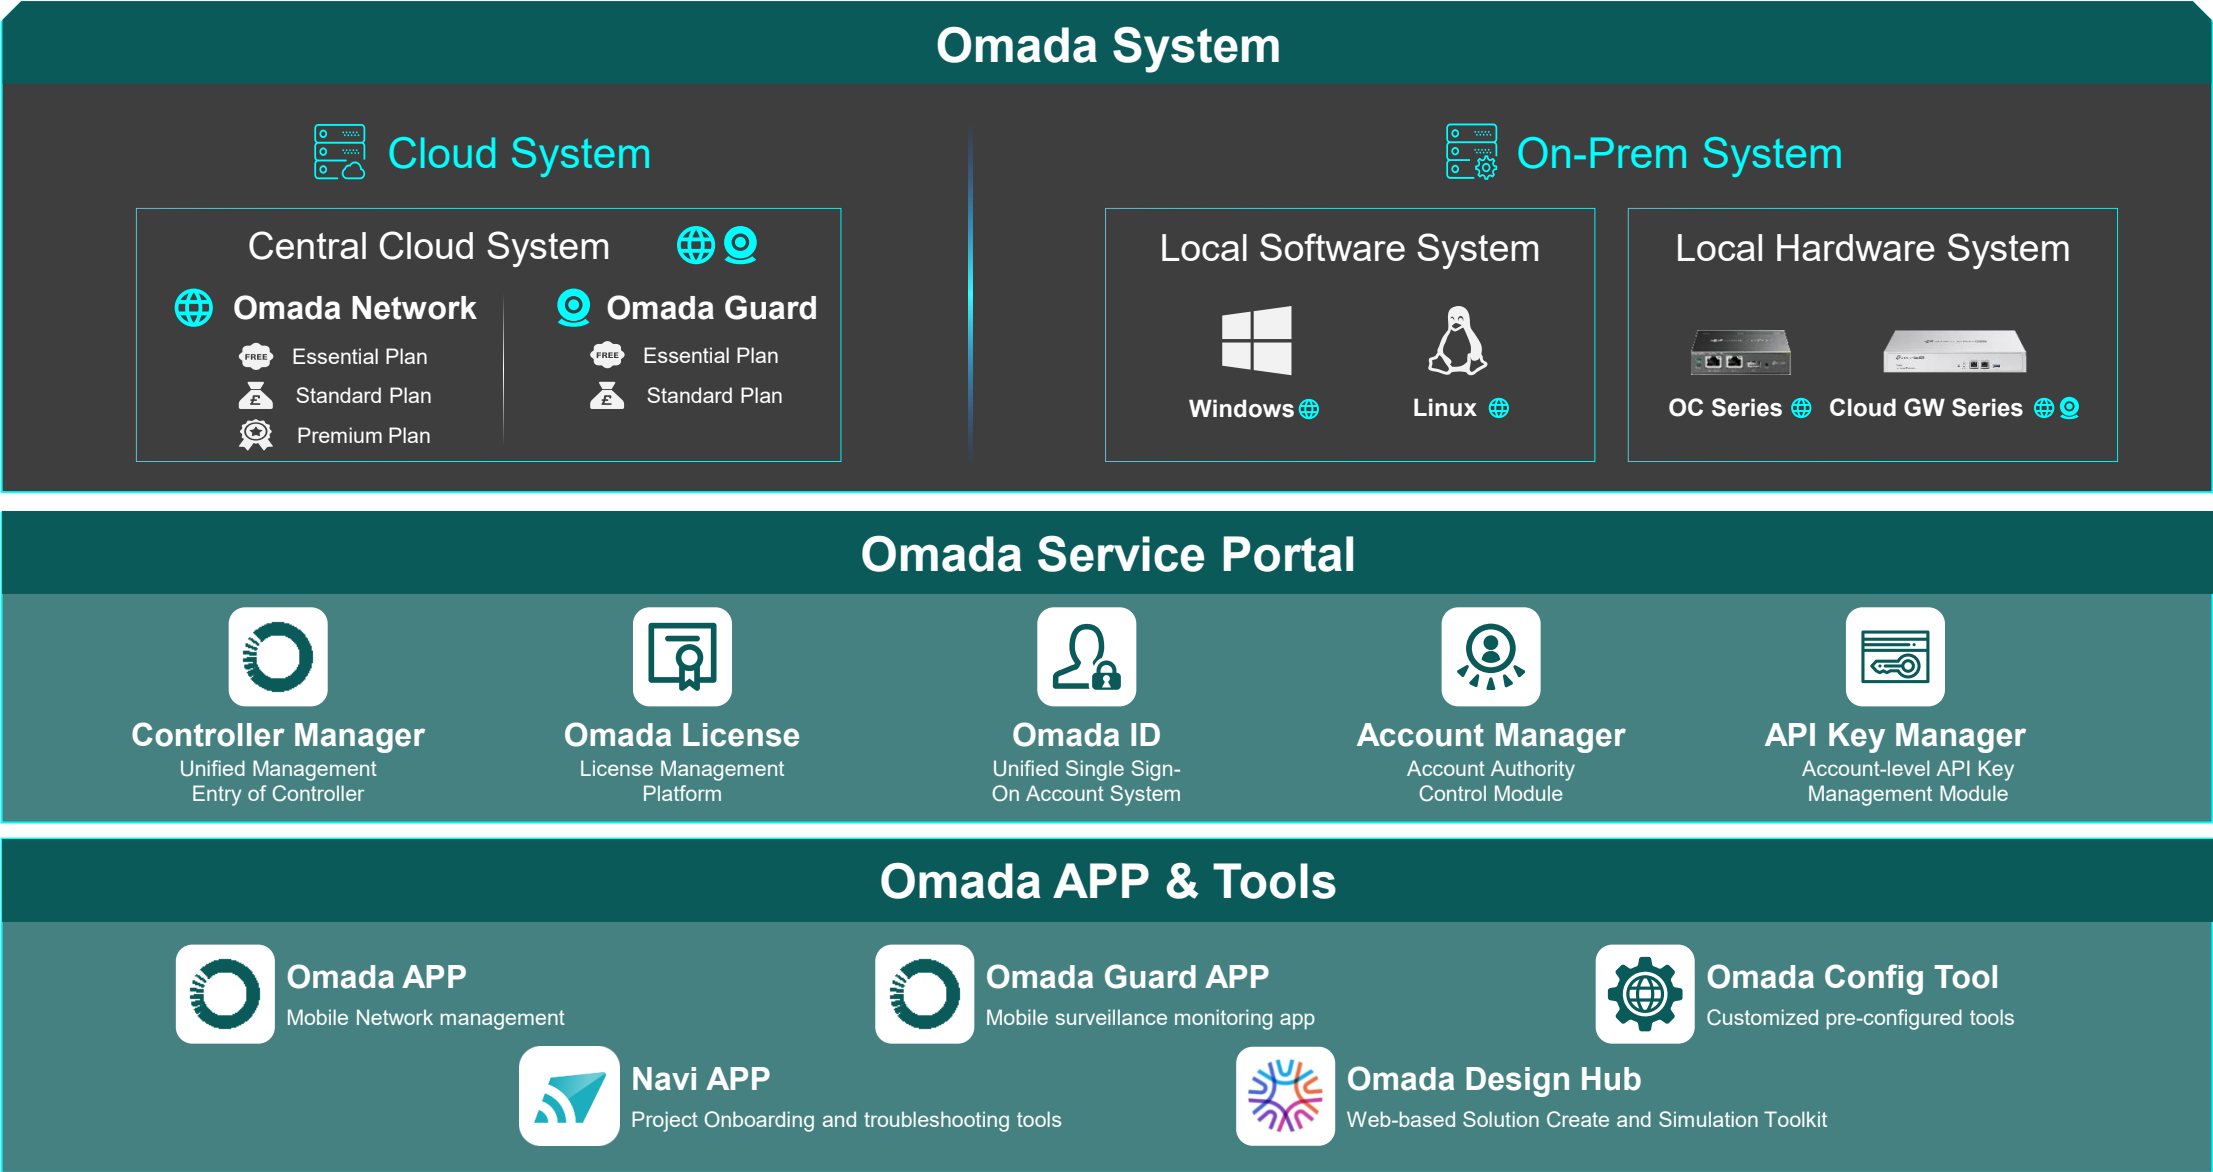 Omada System
Cloud System
On-Prem System
Central Cloud System
Omada Network
FREE Essential Plan
£ Standard Plan
Premium Plan
Omada Guard
FREE Essential Plan
£ Standard Plan
Local Software System
Windows
Linux
Local Hardware System
OC Series
Cloud GW Series
Omada Service Portal
Controller Manager
Unified Management
Entry of Controller
Omada License
License Management
Platform
Omada ID
Unified Single Sign-
On Account System
Account Manager
Account Authority
Control Module
API Key Manager
Account-level API Key
Management Module
Omada APP & Tools
Omada APP
Mobile Network management
Omada Guard APP
Mobile surveillance monitoring app
Omada Config Tool
Customized pre-configured tools
Navi APP
Project Onboarding and troubleshooting tools
Omada Design Hub
Web-based Solution Create and Simulation Toolkit